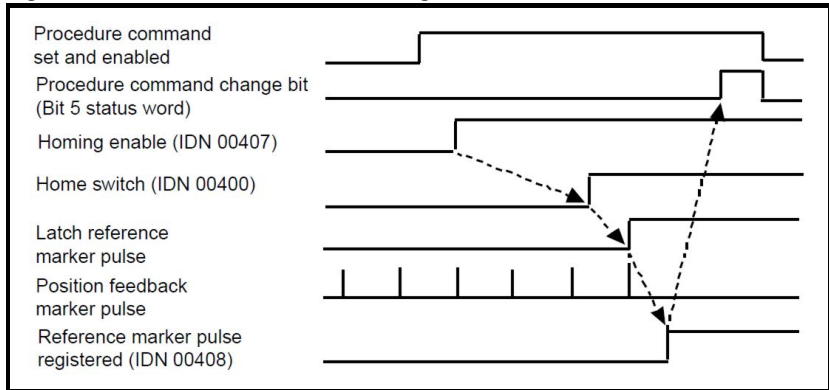 Procedure command
set and enabled
Procedure command change bit
(Bit 5 status word)
Homing enable (IDN 00407)
Home switch (IDN 00400)
Latch reference
marker pulse
Position feedback
marker pulse
Reference marker pulse
registered (IDN 00408)